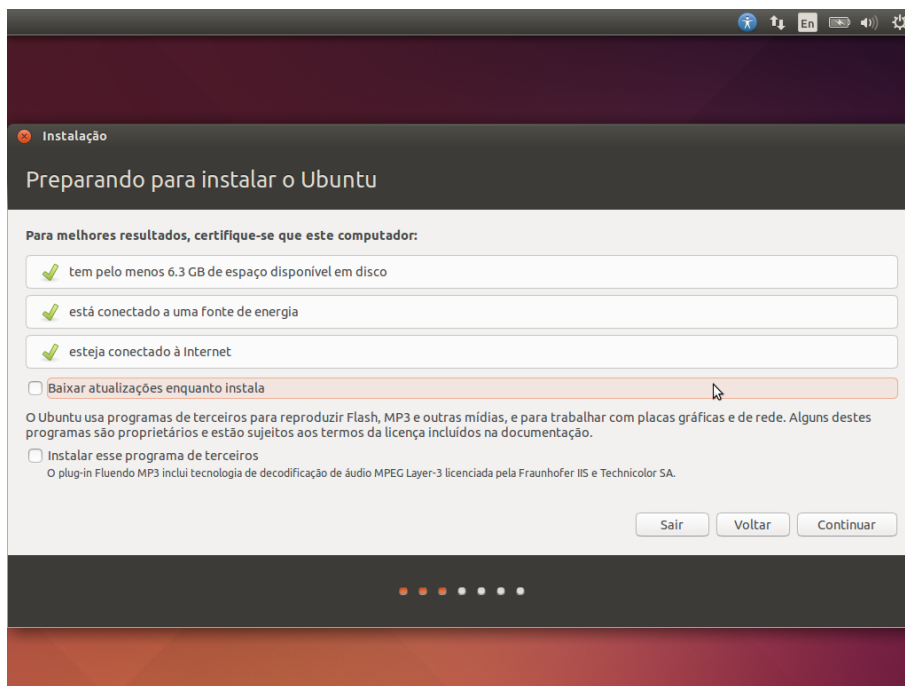 En
Instalação
Preparando para instalar o Ubuntu
Para melhores resultados, certifique-se que este computador:
tem pelo menos 6.3 GB de espaço disponível em disco
está conectado a uma fonte de energia
esteja conectado à Internet
Baixar atualizações enquanto instala
O Ubuntu usa programas de terceiros para reproduzir Flash, MP3 e outras mídias, e para trabalhar com placas gráficas e de rede. Alguns destes
programas são proprietários e estão sujeitos aos termos da licença incluídos na documentação.
Instalar esse programa de terceiros
O plug-in Fluendo MP3 inclui tecnologia de decodificação de áudio MPEG Layer-3 licenciada pela Fraunhofer IIS e Technicolor SA.
Sair Voltar Continuar